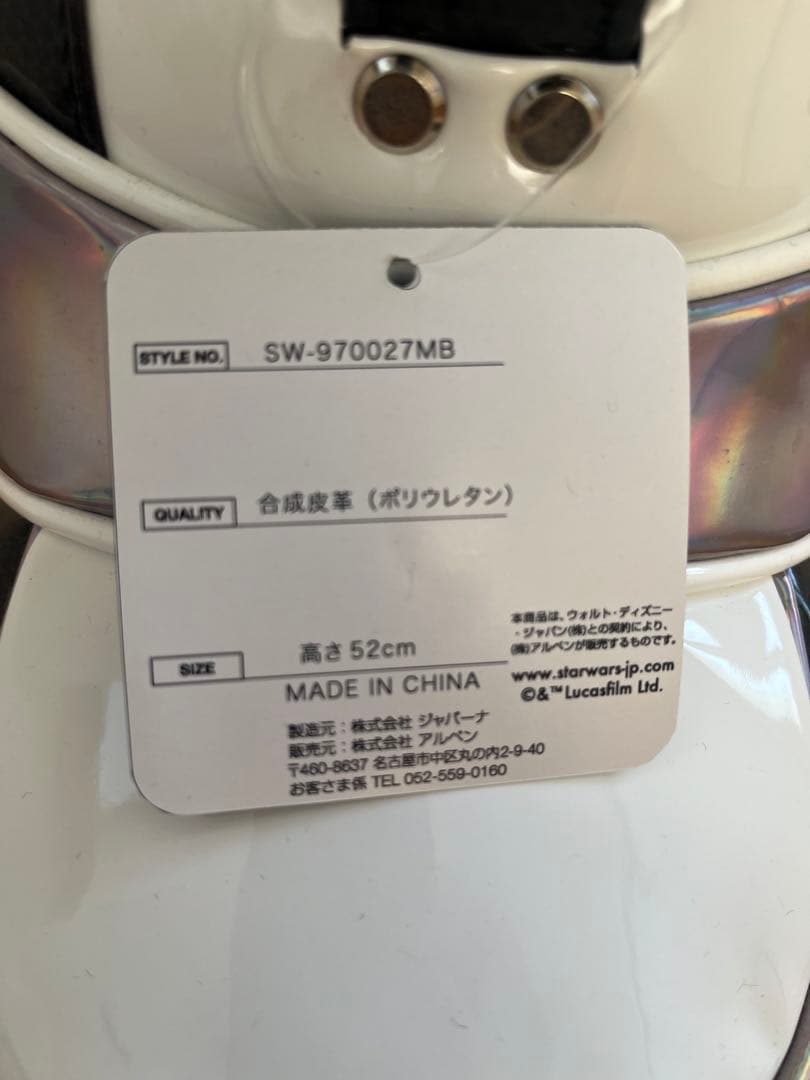 STYLE NO. SW-970027MB
QUALITY 合成皮革（ポリウレタン）
SIZE 高さ52cm
MADE IN CHINA
製造元：株式会社 ジャパーナ
販売元：株式会社 アルペン
〒460-8637 名古屋市中区丸の内2-9-40
お客さま係 TEL 052-559-0160
本商品は、ウォルト・ディズニー
・ジャパン(株)との契約により、
(株)アルペンが販売するものです。
www.starwars-jp.com
©&™Lucasfilm Ltd.